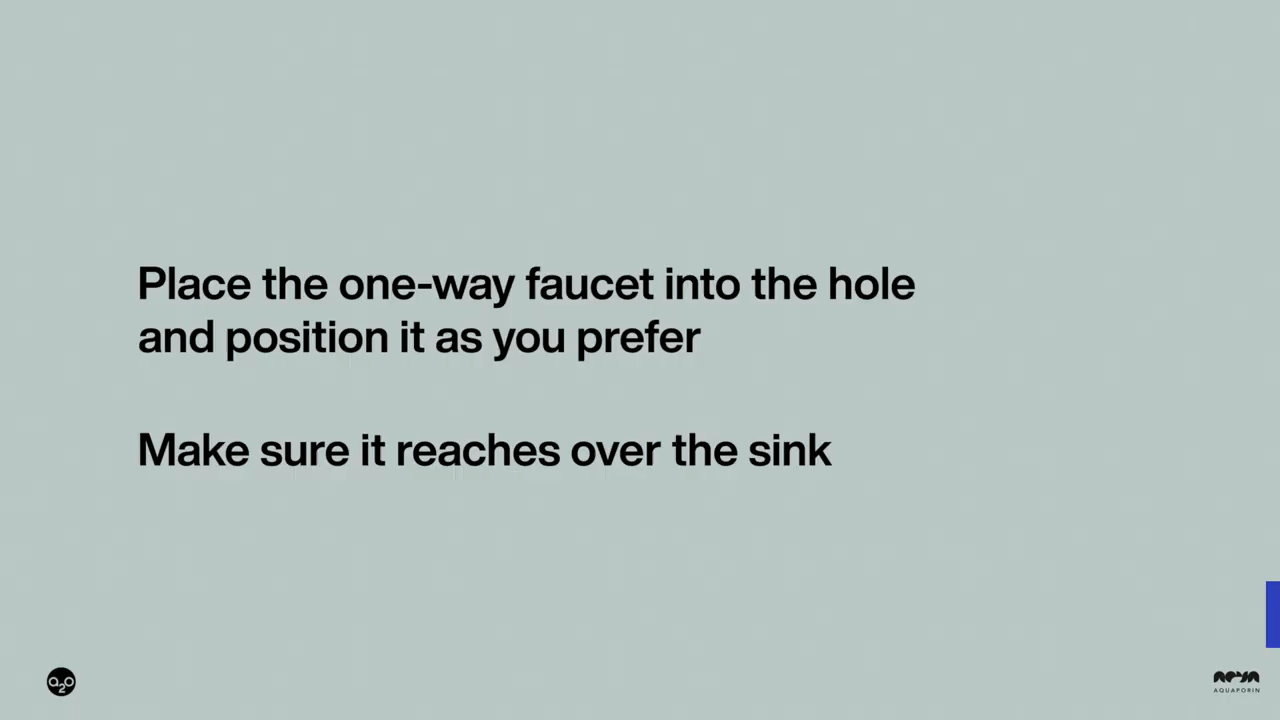 Place the one-way faucet into the hole
and position it as you prefer
Make sure it reaches over the sink
a2o
AQUAPORIN